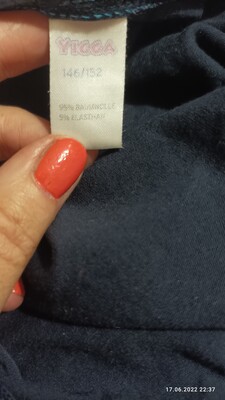 YIGGA
146/152
95% BAUMWOLLE
5% ELASTHAN
17.06.2022 22:37